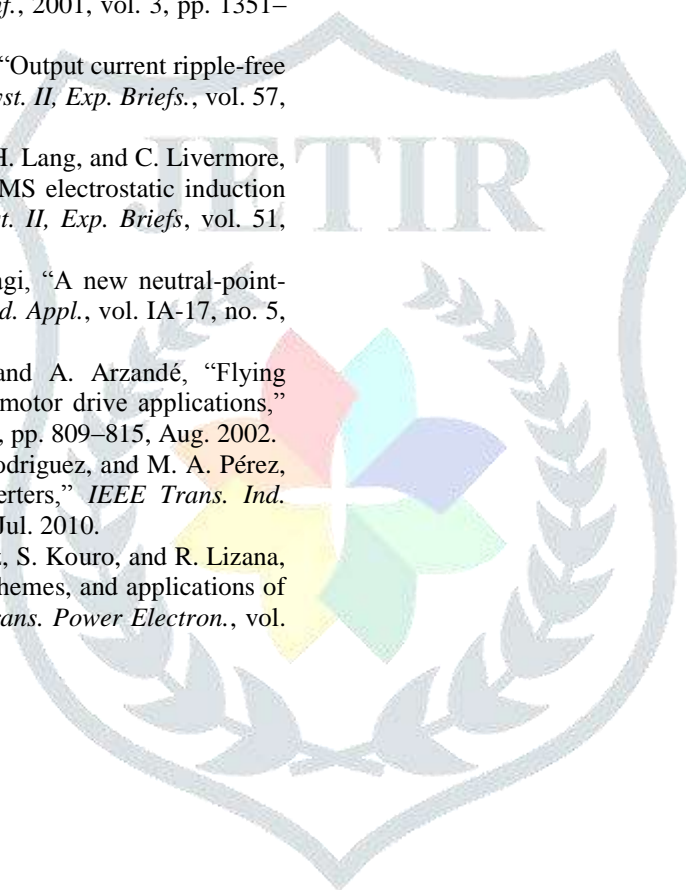 f., 2001, vol. 3, pp. 1351–
“Output current ripple-free
yst. II, Exp. Briefs., vol. 57,
H. Lang, and C. Livermore,
MS electrostatic induction
t. II, Exp. Briefs, vol. 51,
agi, “A new neutral-point-
d. Appl., vol. IA-17, no. 5,
and A. Arzandé, “Flying
motor drive applications,”
, pp. 809–815, Aug. 2002.
odriguez, and M. A. Pérez,
erters,” IEEE Trans. Ind.
Jul. 2010.
, S. Kouro, and R. Lizana,
hemes, and applications of
rans. Power Electron., vol.
JETIR